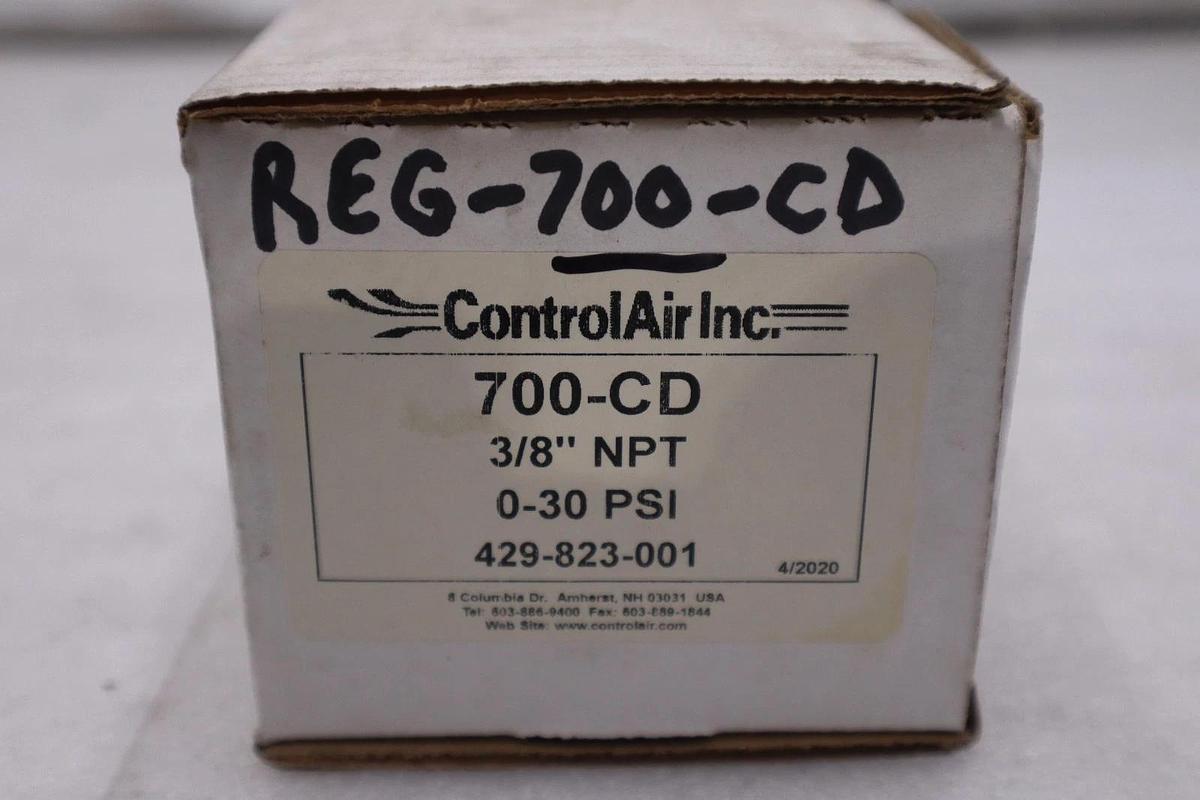 REG-700-CD
ControlAir Inc.
700-CD
3/8" NPT
0-30 PSI
429-823-001
4/2020
8 Columbia Dr. Amherst, NH 03031 USA
Tel: 603-886-9400 Fax: 603-889-1844
Web Site: www.controlair.com